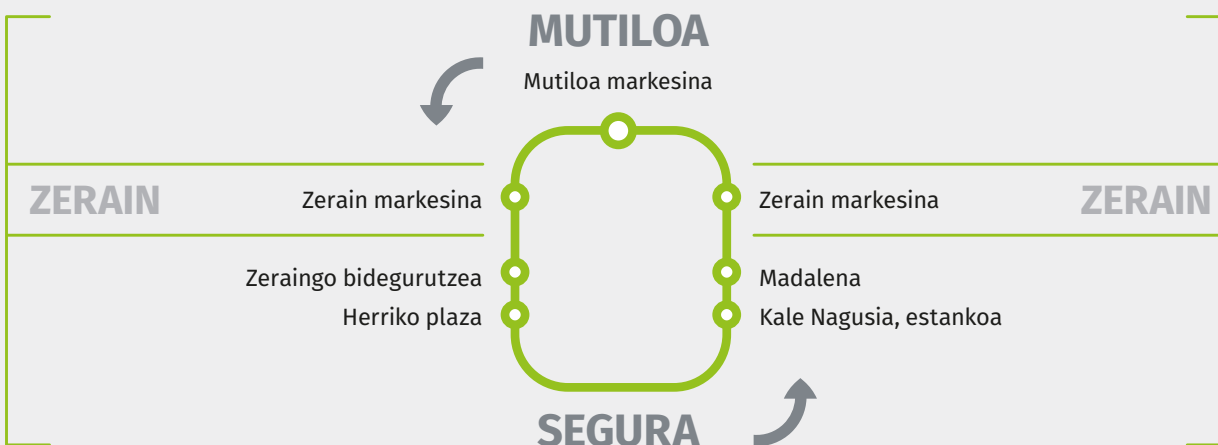 MUTILOA
Mutiloa markesina
ZERAIN
Zerain markesina
Zerain markesina
ZERAIN
Zeraingo bidegurutzea
Madalena
Herriko plaza
Kale Nagusia, estankoa
SEGURA